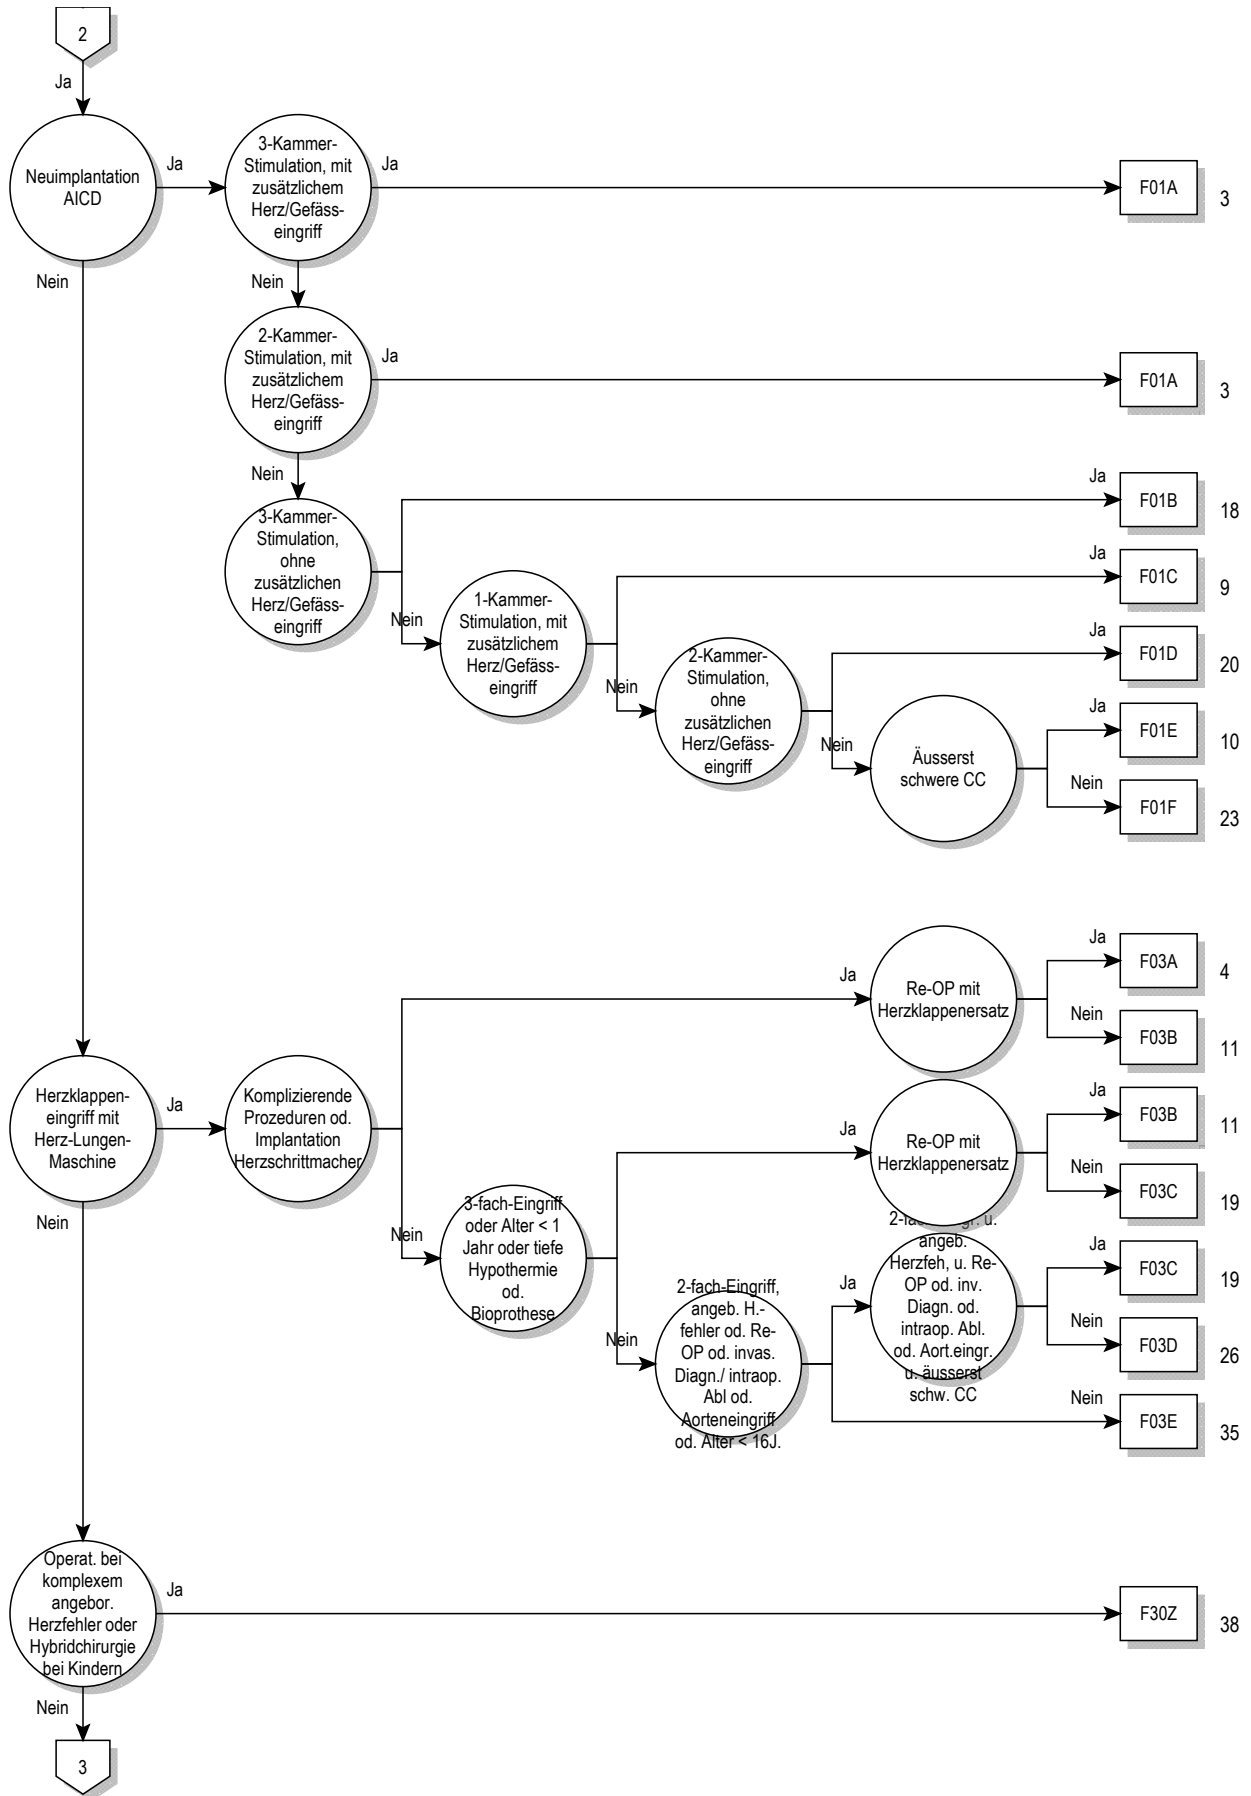 2
Ja
Neuimplantation
AICD
Ja
3-Kammer-
Stimulation, mit
zusätzlichem
Herz/Gefäss-
eingriff
Ja
F01A
3
Nein
Nein
2-Kammer-
Stimulation, mit
zusätzlichem
Herz/Gefäss-
eingriff
Ja
F01A
3
Nein
3-Kammer-
Stimulation,
ohne
zusätzlichen
Herz/Gefäss-
eingriff
Ja
F01B
18
Nein
1-Kammer-
Stimulation, mit
zusätzlichem
Herz/Gefäss-
eingriff
Ja
F01C
9
Nein
2-Kammer-
Stimulation,
ohne
zusätzlichen
Herz/Gefäss-
eingriff
Ja
F01D
20
Nein
Äusserst
schwere CC
Ja
F01E
10
Nein
F01F
23
Herzklappen-
eingriff mit
Herz-Lungen-
Maschine
Ja
Komplizierende
Prozeduren od.
Implantation
Herzschrittmacher
Ja
Re-OP mit
Herzklappenersatz
Ja
F03A
4
Nein
F03B
11
Nein
3-fach-Eingriff
oder Alter < 1
Jahr oder tiefe
Hypothermie
od.
Bioprothese
Ja
Re-OP mit
Herzklappenersatz
Ja
F03B
11
Nein
F03C
19
Nein
2-fach-Eingriff,
angeb. H.-
fehler od. Re-
OP od. invas.
Diagn./ intraop.
Abl od.
Aorteneingriff
od. Alter < 16J.
Ja
u.
angeb.
Herzfeh, u. Re-
OP od. inv.
Diagn. od.
intraop. Abl.
od. Aort.eingr.
u. äusserst
schw. CC
Ja
F03C
19
Nein
F03D
26
Nein
F03E
35
Nein
Operat. bei
komplexem
angebor.
Herzfehler oder
Hybridchirurgie
bei Kindern
Ja
F30Z
38
Nein
3